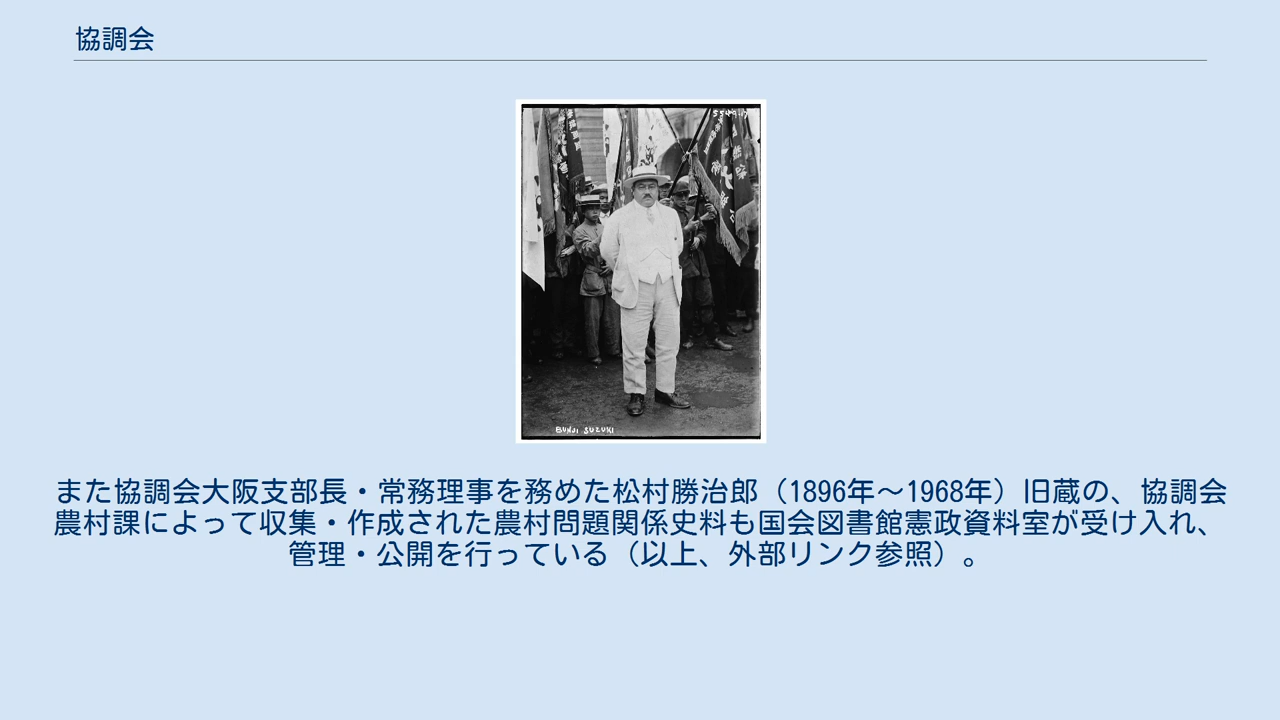 協調会
BUNJI SUZUKI
また協調会大阪支部長・常務理事を務めた松村勝治郎（1896年～1968年）旧蔵の、協調会
農村課によって収集・作成された農村問題関係史料も国会図書館憲政資料室が受け入れ、
管理・公開を行っている（以上、外部リンク参照）。